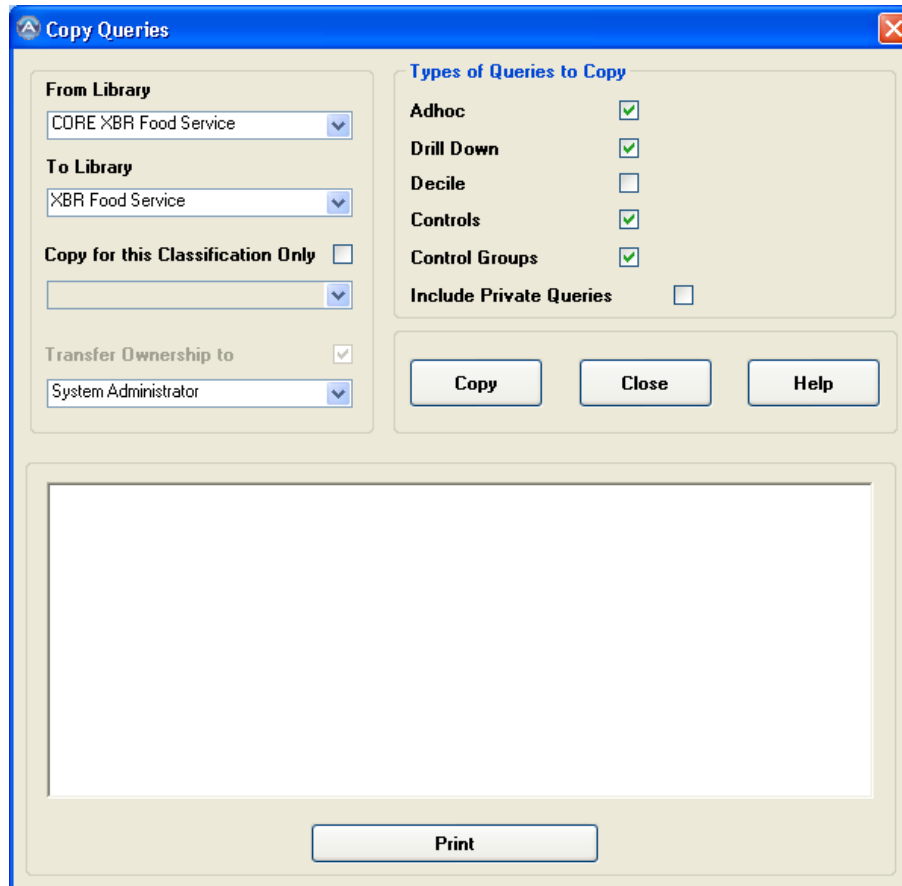 Copy Queries
From Library
CORE XBR Food Service
To Library
XBR Food Service
Copy for this Classification Only
Transfer Ownership to
System Administrator
Types of Queries to Copy
Adhoc
Drill Down
Decile
Controls
Control Groups
Include Private Queries
Copy
Close
Help
Print